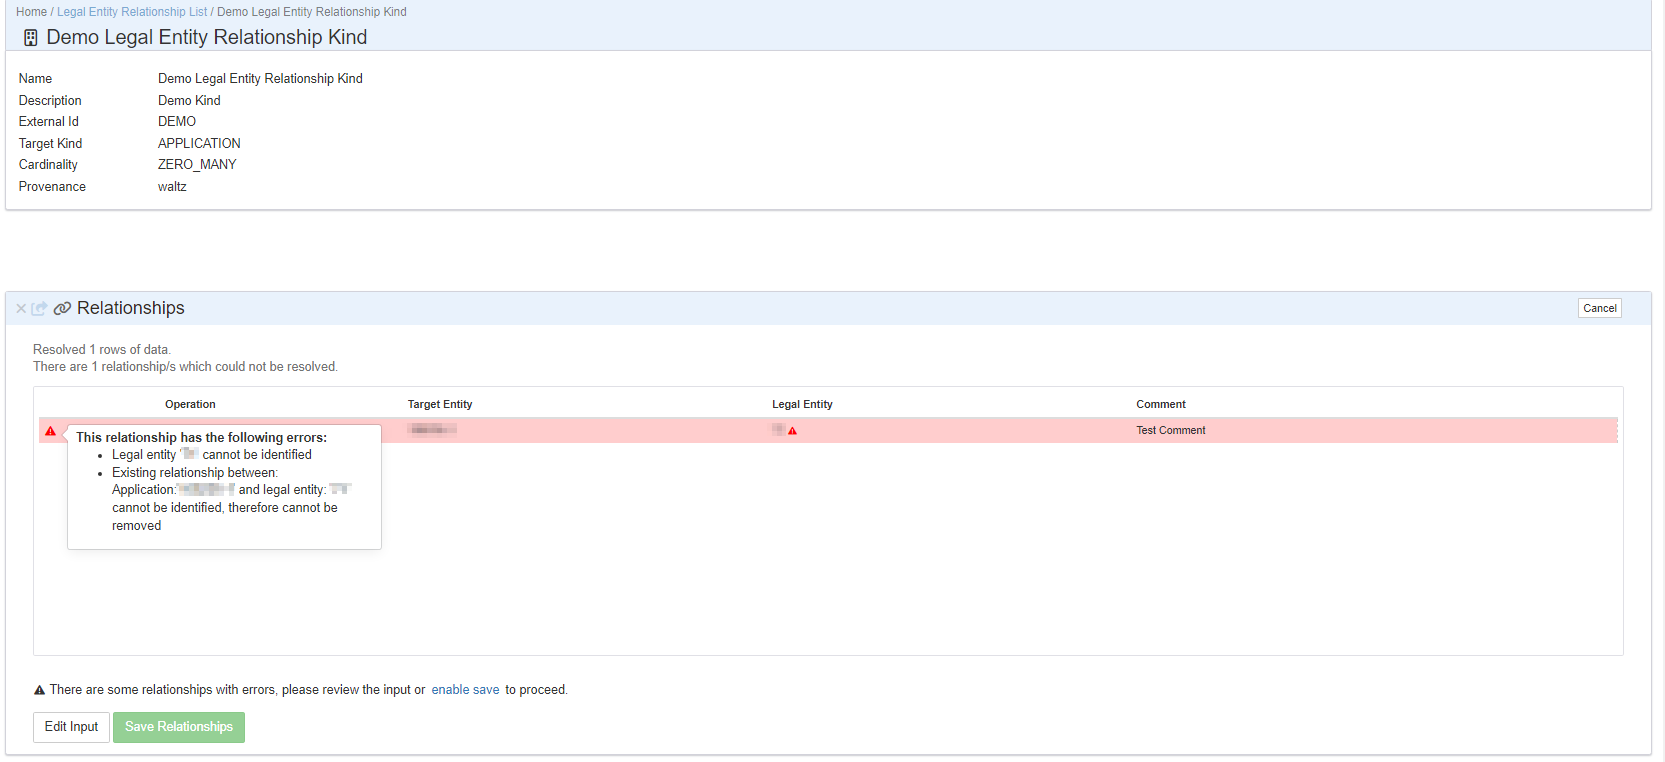 Home / Legal Entity Relationship List / Demo Legal Entity Relationship Kind
Demo Legal Entity Relationship Kind
Name Demo Legal Entity Relationship Kind
Description Demo Kind
External Id DEMO
Target Kind APPLICATION
Cardinality ZERO_MANY
Provenance waltz
Relationships Cancel
Resolved 1 rows of data.
There are 1 relationship/s which could not be resolved.
Operation Target Entity Legal Entity Comment
Test Comment
This relationship has the following errors:
Legal entity ' cannot be identified
Existing relationship between:
Application: and legal entity:
cannot be identified, therefore cannot be
removed
There are some relationships with errors, please review the input or enable save to proceed.
Edit Input Save Relationships